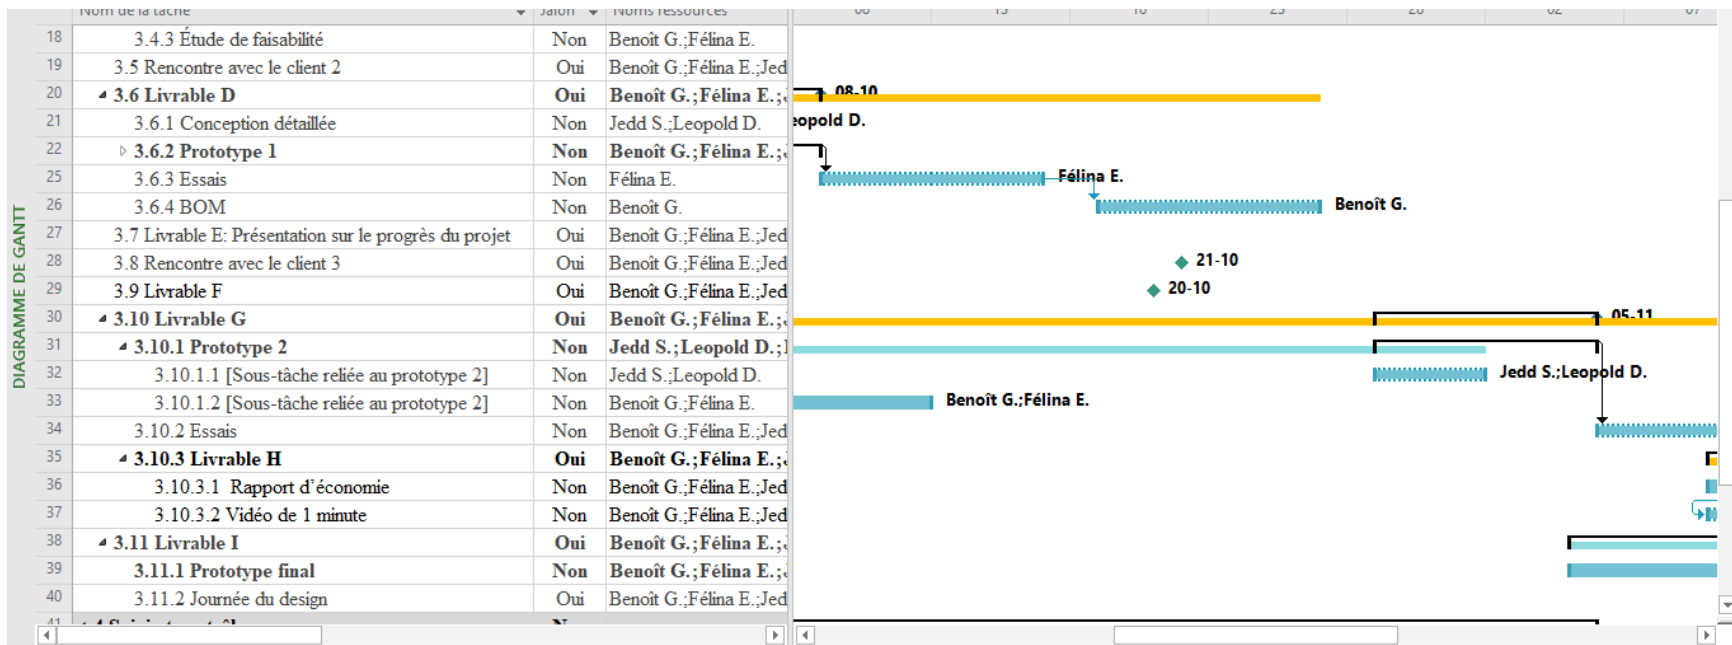 Nom de la tâche Jalon Noms ressources
18 3.4.3 Étude de faisabilité Non Benoît G.;Félina E.
19 3.5 Rencontre avec le client 2 Oui Benoît G.;Félina E.;Jed
20 3.6 Livrable D Oui Benoît G.;Félina E.; 08-10
21 3.6.1 Conception détaillée Non Jedd S.;Leopold D. eopold D.
22 3.6.2 Prototype 1 Non Benoît G.;Félina E.;
25 3.6.3 Essais Non Félina E. Félina E.
26 3.6.4 BOM Non Benoît G. Benoît G.
27 3.7 Livrable E: Présentation sur le progrès du projet Oui Benoît G.;Félina E.;Jed
28 3.8 Rencontre avec le client 3 Oui Benoît G.;Félina E.;Jed 21-10
29 3.9 Livrable F Oui Benoît G.;Félina E.;Jed 20-10
30 3.10 Livrable G Oui Benoît G.;Félina E.; 05-11
31 3.10.1 Prototype 2 Non Jedd S.;Leopold D.;
32 3.10.1.1 [Sous-tâche reliée au prototype 2] Non Jedd S.;Leopold D. Jedd S.;Leopold D.
33 3.10.1.2 [Sous-tâche reliée au prototype 2] Non Benoît G.;Félina E. Benoît G.;Félina E.
34 3.10.2 Essais Non Benoît G.;Félina E.;Jed
35 3.10.3 Livrable H Oui Benoît G.;Félina E.;
36 3.10.3.1 Rapport d'économie Non Benoît G.;Félina E.;Jed
37 3.10.3.2 Vidéo de 1 minute Non Benoît G.;Félina E.;Jed
38 3.11 Livrable I Oui Benoît G.;Félina E.;
39 3.11.1 Prototype final Non Benoît G.;Félina E.;
40 3.11.2 Journée du design Oui Benoît G.;Félina E.;Jed
DIAGRAMME DE GANTT